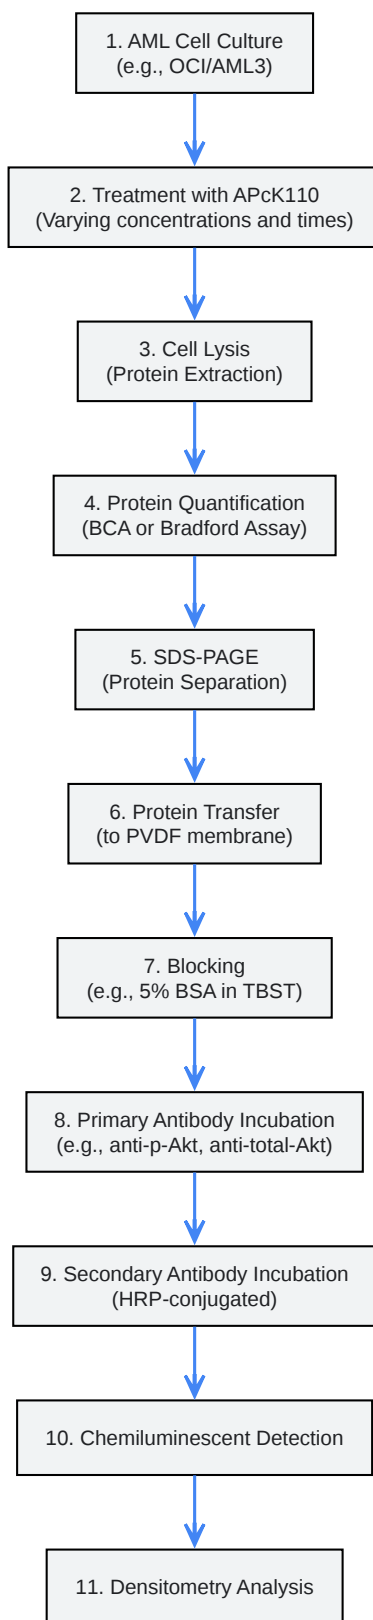 1. AML Cell Culture
(e.g., OCI/AML3)
2. Treatment with APcK110
(Varying concentrations and times)
3. Cell Lysis
(Protein Extraction)
4. Protein Quantification
(BCA or Bradford Assay)
5. SDS-PAGE
(Protein Separation)
6. Protein Transfer
(to PVDF membrane)
7. Blocking
(e.g., 5% BSA in TBST)
8. Primary Antibody Incubation
(e.g., anti-p-Akt, anti-total-Akt)
9. Secondary Antibody Incubation
(HRP-conjugated)
10. Chemiluminescent Detection
11. Densitometry Analysis